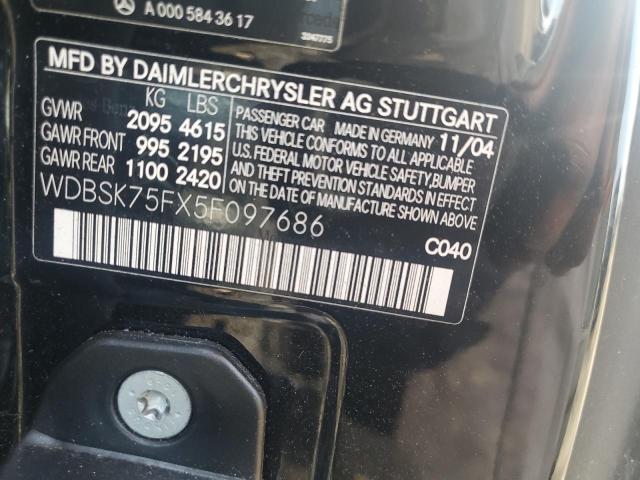 A 000 584 36 17
MFD BY DAIMLERCHRYSLER AG STUTTGART
KG LBS
GVWR 2095 4615
GAWR FRONT 995 2195
GAWR REAR 1100 2420
PASSENGER CAR MADE IN GERMANY 11/04
THIS VEHICLE CONFORMS TO ALL APPLICABLE
U.S. FEDERAL MOTOR VEHICLE SAFETY, BUMPER
AND THEFT PREVENTION STANDARDS IN EFFECT
ON THE DATE OF MANUFACTURE SHOWN ABOVE
WDBSK75FX5F097686
C040